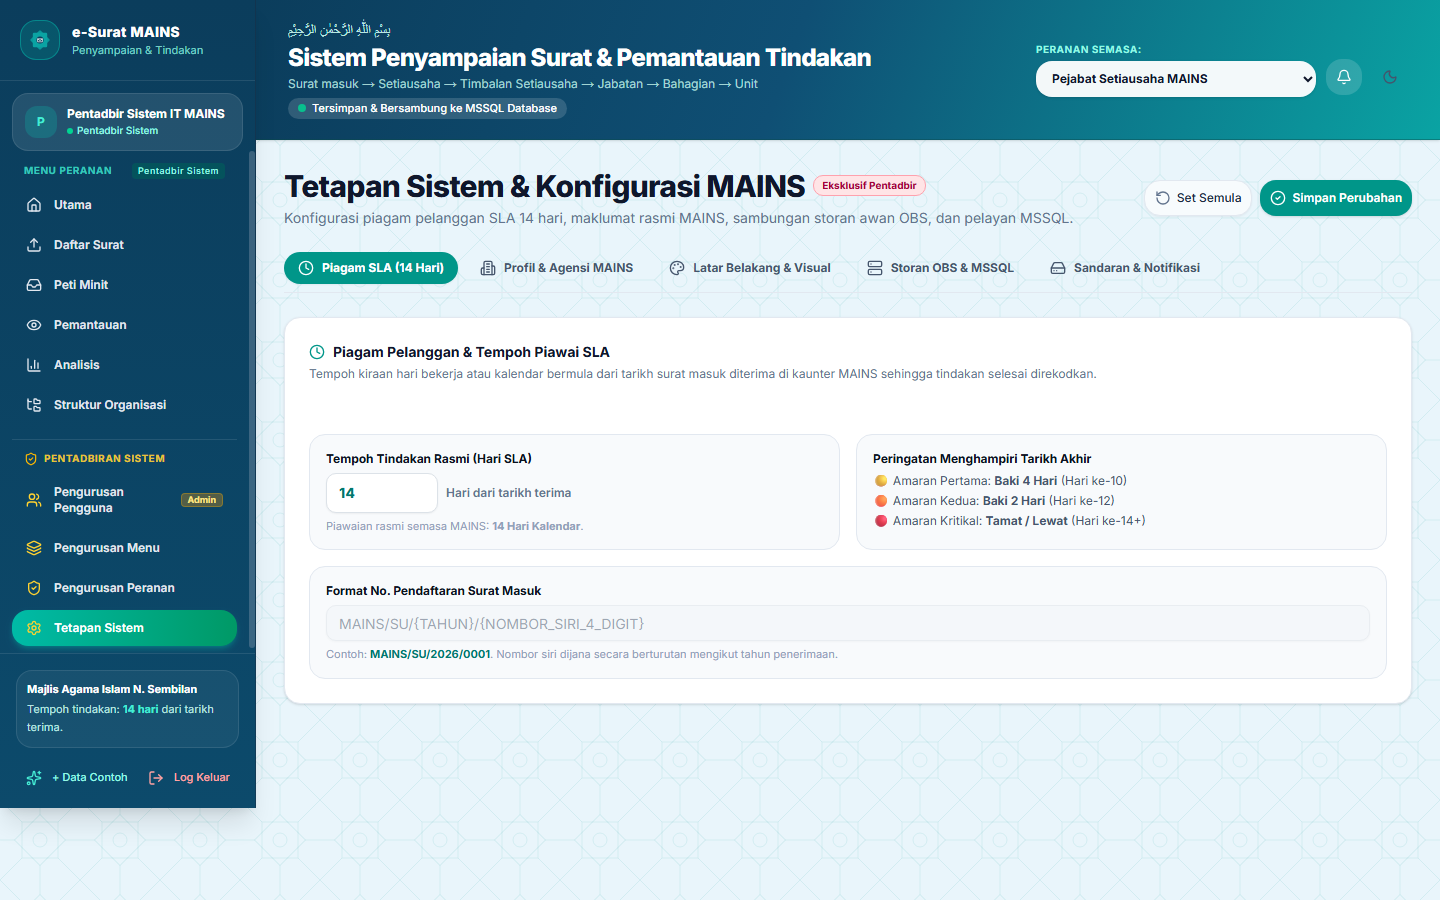 e-Surat MAINS
Penyampaian & Tindakan
P
Pentadbir Sistem IT MAINS
Pentadbir Sistem
MENU PERANAN
Pentadbir Sistem
Utama
Daftar Surat
Peti Minit
Pemantauan
Analisis
Struktur Organisasi
PENTADBIRAN SISTEM
Pengurusan
Pengguna
Admin
Pengurusan Menu
Pengurusan Peranan
Tetapan Sistem
Majlis Agama Islam N. Sembilan
Tempoh tindakan: 14 hari dari tarikh
terima.
+ Data Contoh
Log Keluar
بِسْمِ اللَّهِ الرَّحْمَٰنِ الرَّحِيْمِ
Sistem Penyampaian Surat & Pemantauan Tindakan
Surat masuk → Setiausaha → Timbalan Setiausaha → Jabatan → Bahagian → Unit
Tersimpan & Bersambung ke MSSQL Database
PERANAN SEMASA:
Pejabat Setiausaha MAINS
Tetapan Sistem & Konfigurasi MAINS
Eksklusif Pentadbir
Konfigurasi piagam pelanggan SLA 14 hari, maklumat rasmi MAINS, sambungan storan awan OBS, dan pelayan MSSQL.
Set Semula
Simpan Perubahan
Piagam SLA (14 Hari)
Profil & Agensi MAINS
Latar Belakang & Visual
Storan OBS & MSSQL
Sandaran & Notifikasi
Piagam Pelanggan & Tempoh Piawai SLA
Tempoh kiraan hari bekerja atau kalendar bermula dari tarikh surat masuk diterima di kaunter MAINS sehingga tindakan selesai direkodkan.
Tempoh Tindakan Rasmi (Hari SLA)
14
Hari dari tarikh terima
Piawaian rasmi semasa MAINS: 14 Hari Kalendar.
Peringatan Menghampiri Tarikh Akhir
Amaran Pertama: Baki 4 Hari (Hari ke-10)
Amaran Kedua: Baki 2 Hari (Hari ke-12)
Amaran Kritikal: Tamat / Lewat (Hari ke-14+)
Format No. Pendaftaran Surat Masuk
MAINS/SU/{TAHUN}/{NOMBOR_SIRI_4_DIGIT}
Contoh: MAINS/SU/2026/0001. Nombor siri dijana secara berturutan mengikut tahun penerimaan.